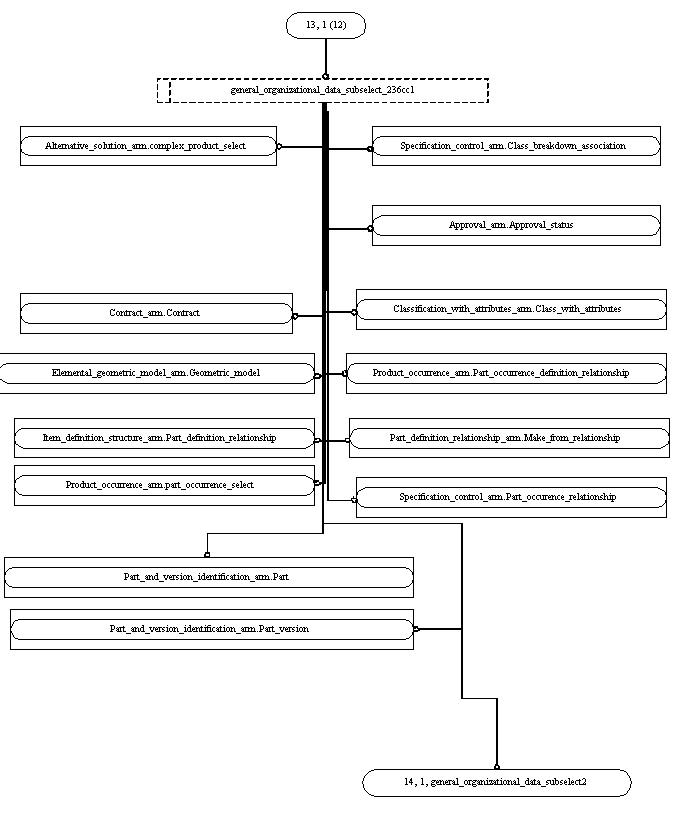 13, 1 (12)
general_organizational_data_subselect_236cc1
Alternative_solution_arm.complex_product_select
Specification_control_arm.Class_breakdown_association
Approval_arm.Approval_status
Contract_arm.Contract
Classification_with_attributes_arm.Class_with_attributes
Elemental_geometric_model_arm.Geometric_model
Product_occurrence_arm.Part_occurrence_definition_relationship
Item_definition_structure_arm.Part_definition_relationship
Part_definition_relationship_arm.Make_from_relationship
Product_occurrence_arm.part_occurrence_select
Specification_control_arm.Part_occurence_relationship
Part_and_version_identification_arm.Part
Part_and_version_identification_arm.Part_version
14, 1, general_organizational_data_subselect2